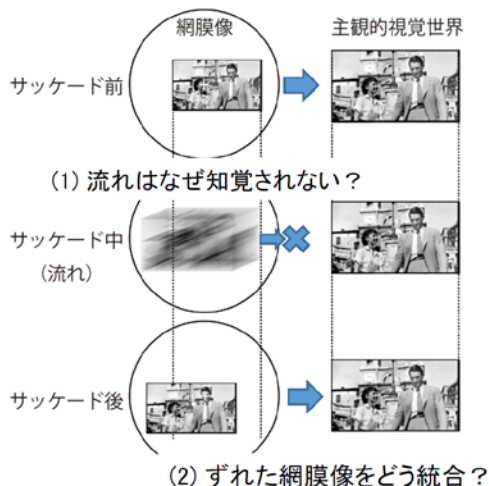 網膜像 主観的視覚世界
サッケード前
(1) 流れはなぜ知覚されない？
サッケード中
(流れ)
サッケード後
(2) ずれた網膜像をどう統合？